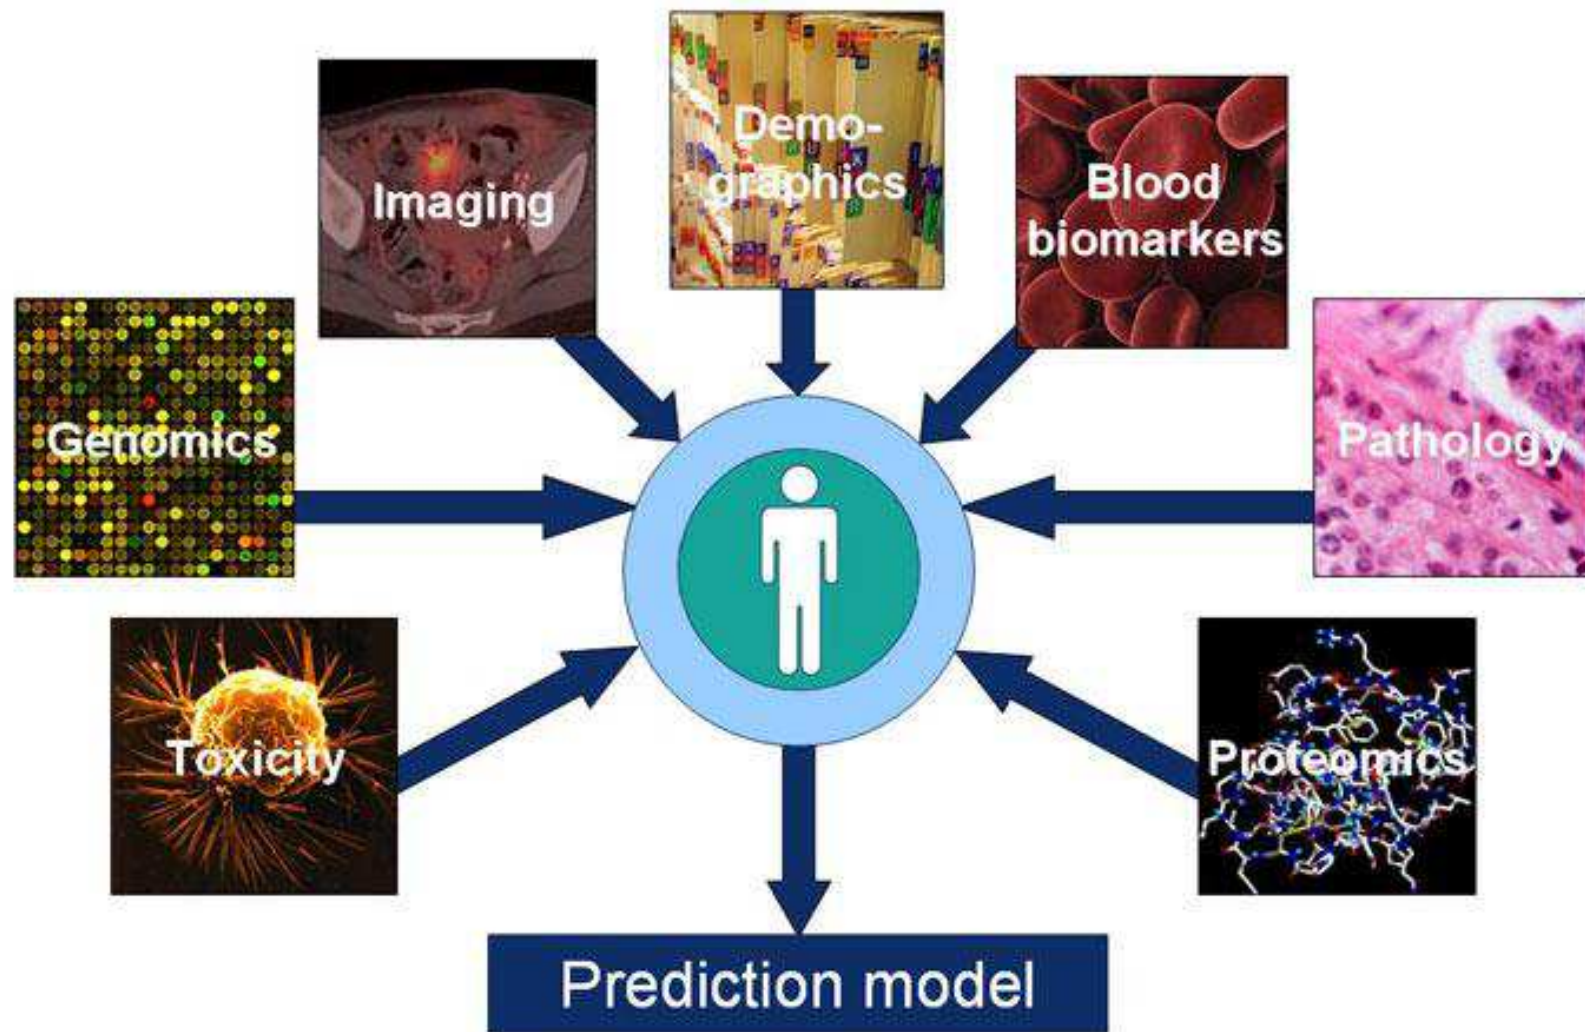 Imaging
Demo-
graphics
Blood
biomarkers
Genomics
Pathology
Toxicity
Proteomics
Prediction model